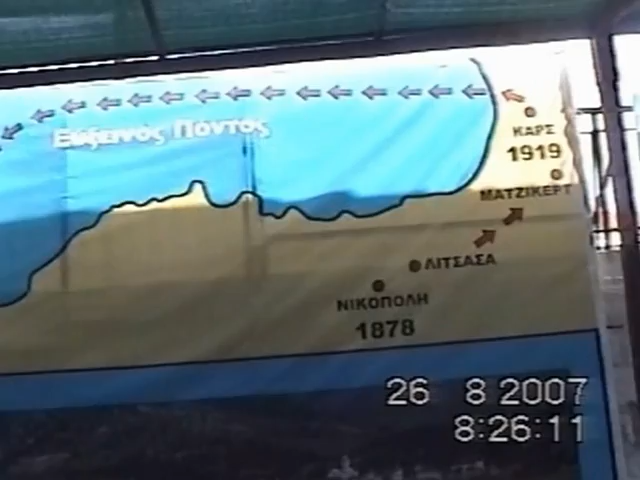 Εύξεινος Πόντος
ΚΑΡΣ
1919
ΜΑΤΖΙΚΕΡΤ
ΛΙΤΣΑΣΑ
ΝΙΚΟΠΟΛΗ
1878
26 8 2007
8:26:11